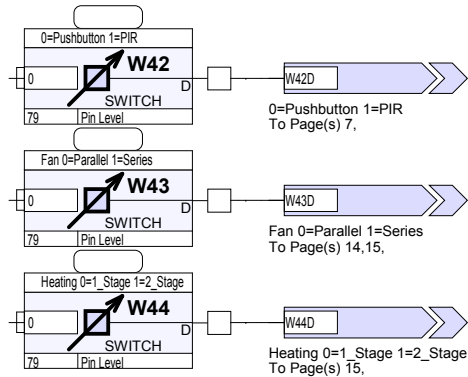 0=Pushbutton 1=PIR
W42
0
D
SWITCH
79 Pin Level
W42D
0=Pushbutton 1=PIR
To Page(s) 7,
Fan 0=Parallel 1=Series
W43
0
D
SWITCH
79 Pin Level
W43D
Fan 0=Parallel 1=Series
To Page(s) 14,15,
Heating 0=1_Stage 1=2_Stage
W44
0
D
SWITCH
79 Pin Level
W44D
Heating 0=1_Stage 1=2_Stage
To Page(s) 15,